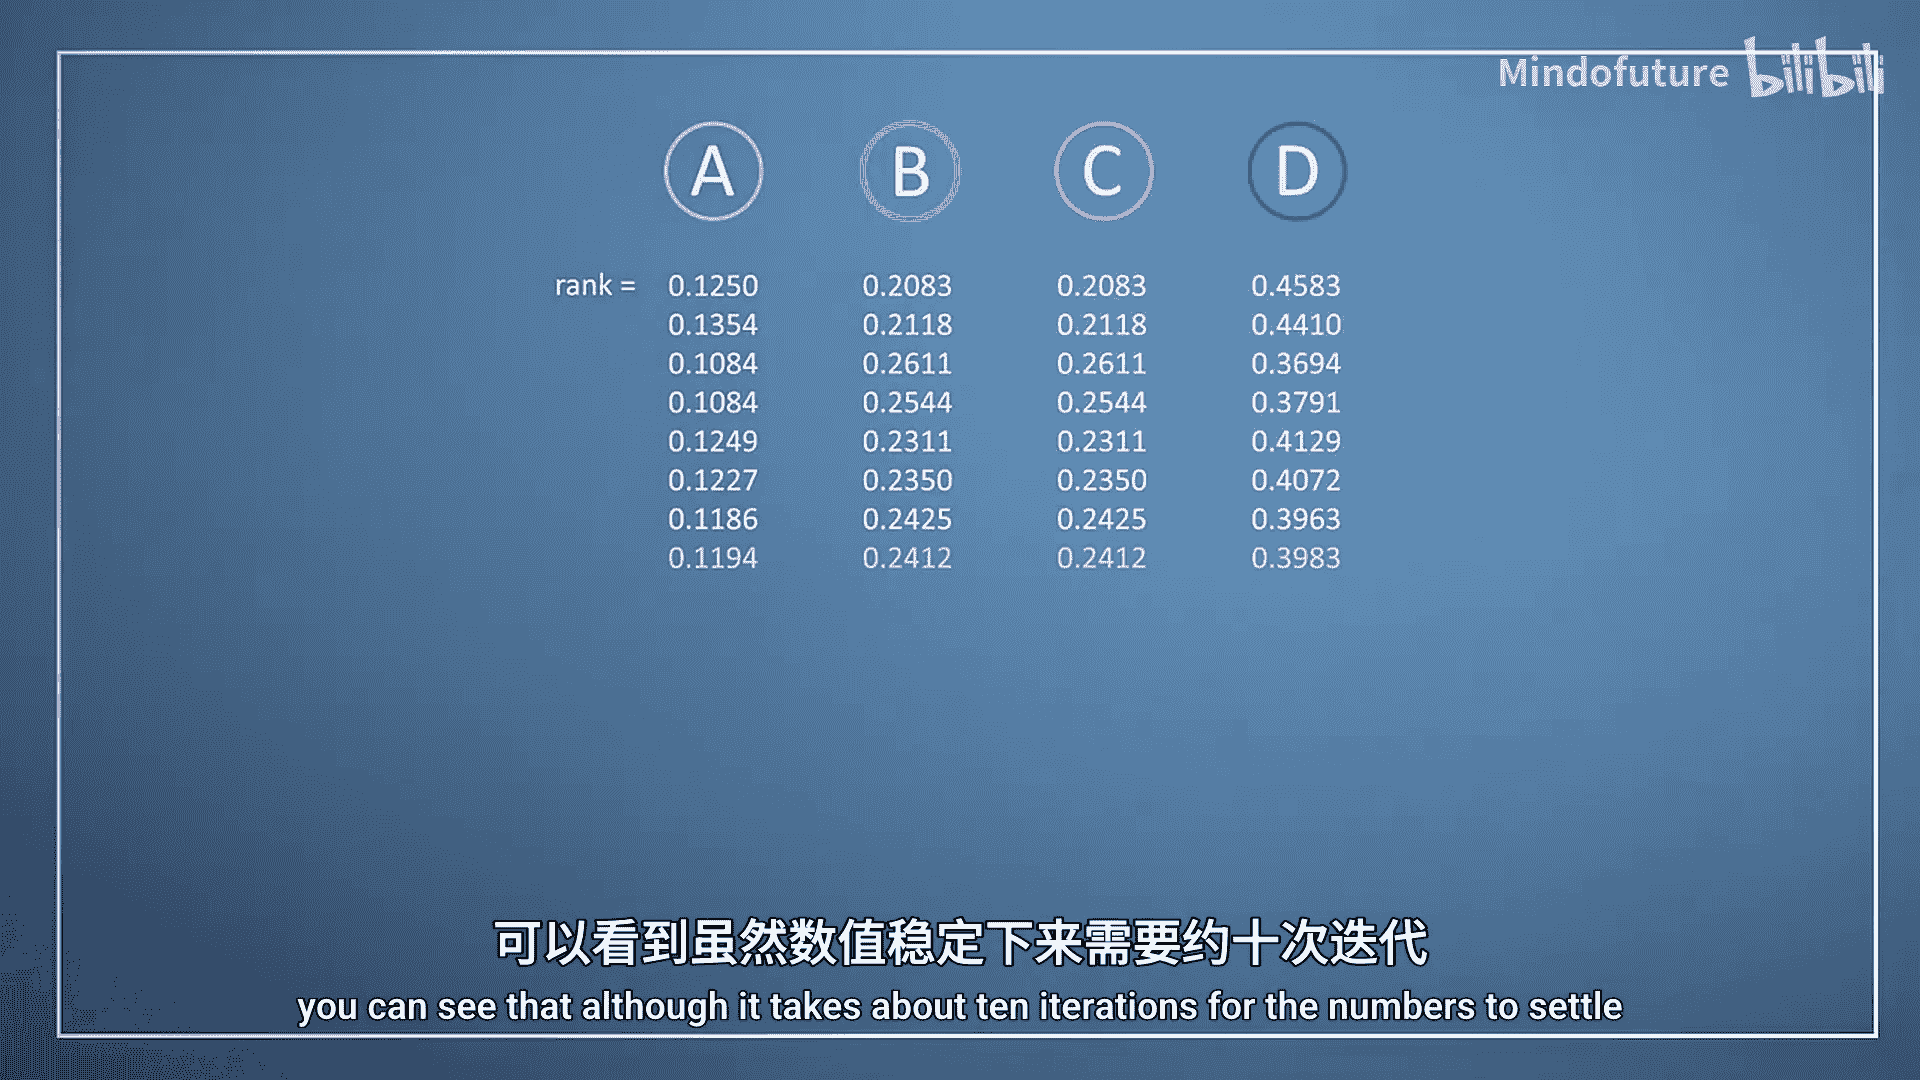 Mindofuture bilibili
A B C D
rank = 0.1250 0.2083 0.2083 0.4583
0.1354 0.2118 0.2118 0.4410
0.1084 0.2611 0.2611 0.3694
0.1084 0.2544 0.2544 0.3791
0.1249 0.2311 0.2311 0.4129
0.1227 0.2350 0.2350 0.4072
0.1186 0.2425 0.2425 0.3963
0.1194 0.2412 0.2412 0.3983
可以看到虽然数值稳定下来需要约十次迭代
you can see that although it takes about ten iterations for the numbers to settle